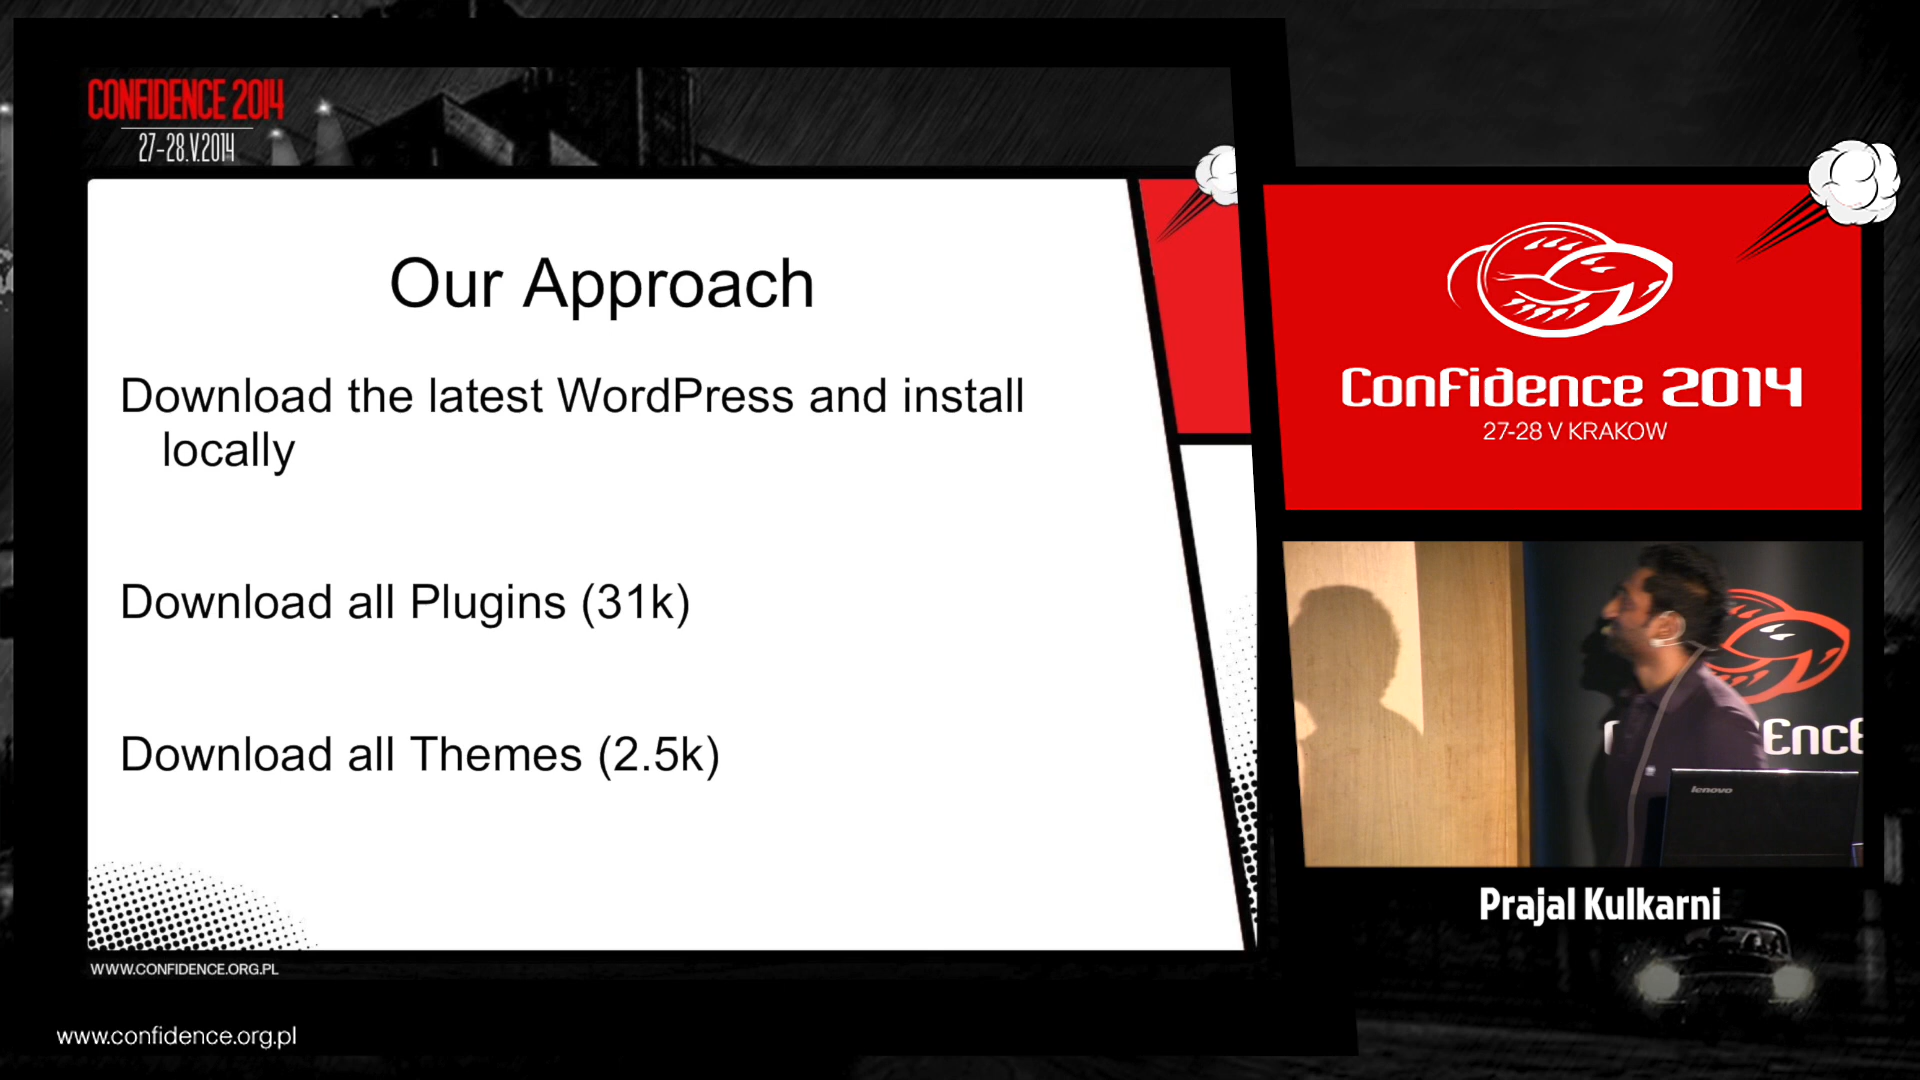 CONFIDENCE 2014
27-28.V.2014
Our Approach
Download the latest WordPress and install
locally
Download all Plugins (31k)
Download all Themes (2.5k)
WWW.CONFIDENCE.ORG.PL
www.confidence.org.pl
ConFidence 2014
27-28 V KRAKOW
EncE
lenovo
Prajal Kulkarni